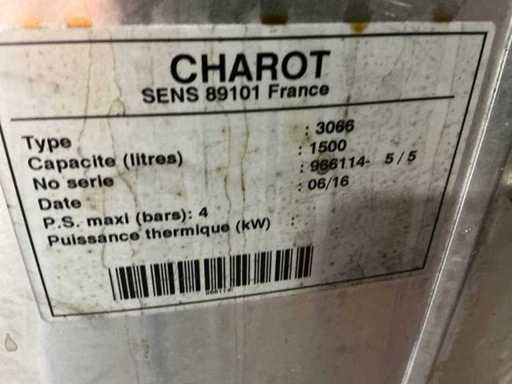 CHAROT
SENS 89101 France
Type : 3066
Capacite (litres) : 1500
No serie : 966114- 5 / 5
Date : 06/16
P.S. maxi (bars): 4
Puissance thermique (kW) :